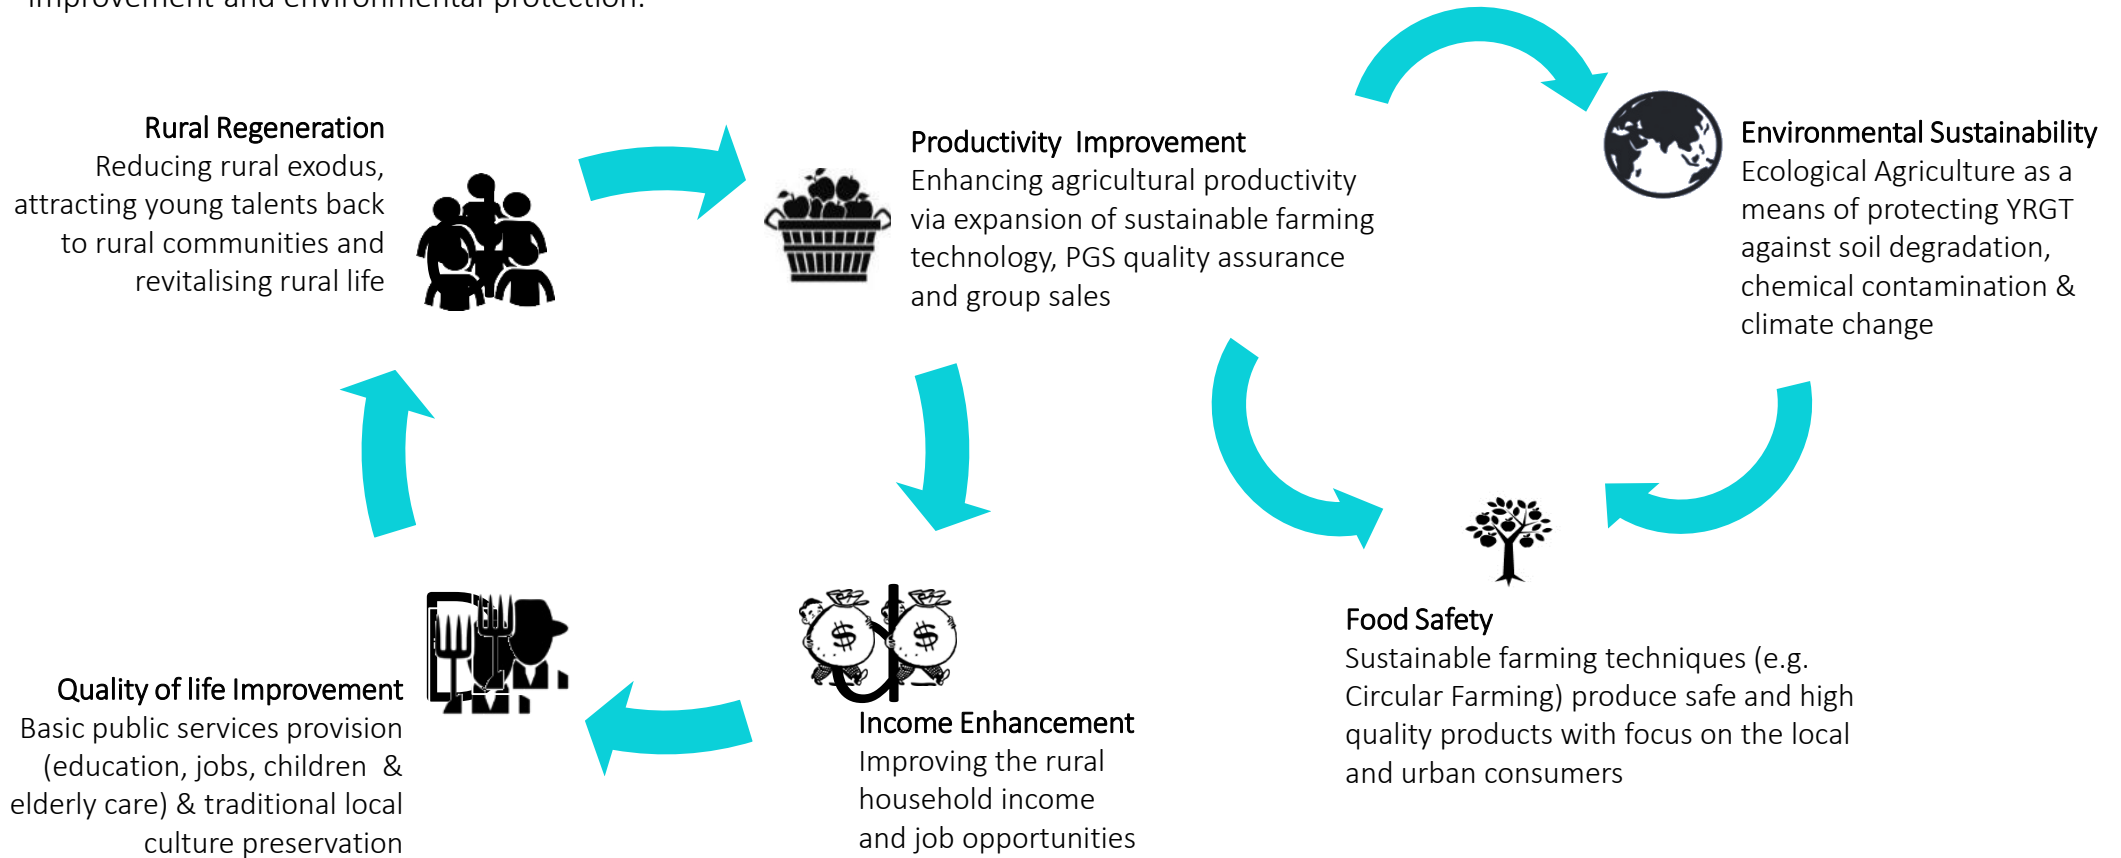 improvement and environmental protection.
Rural Regeneration
Reducing rural exodus,
attracting young talents back
to rural communities and
revitalising rural life
Productivity  Improvement
Enhancing agricultural productivity
via expansion of sustainable farming
technology, PGS quality assurance
and group sales
Environmental Sustainability
Ecological Agriculture as a
means of protecting YRGT
against soil degradation,
chemical contamination &
climate change
Quality of life Improvement
Basic public services provision
(education, jobs, children  &
elderly care) & traditional local
culture preservation
$ $
Income Enhancement
Improving the rural
household income
and job opportunities
Food Safety
Sustainable farming techniques (e.g.
Circular Farming) produce safe and high
quality products with focus on the local
and urban consumers